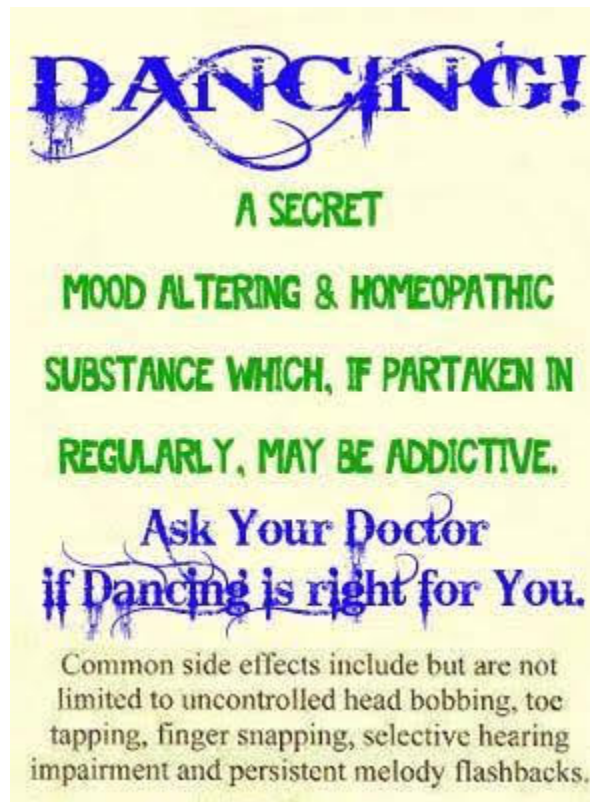 DANCING!
A SECRET
MOOD ALTERING & HOMEOPATHIC
SUBSTANCE WHICH, IF PARTAKEN IN
REGULARLY, MAY BE ADDICTIVE.
Ask Your Doctor
if Dancing is right for You.
Common side effects include but are not
limited to uncontrolled head bobbing, toe
tapping, finger snapping, selective hearing
impairment and persistent melody flashbacks.